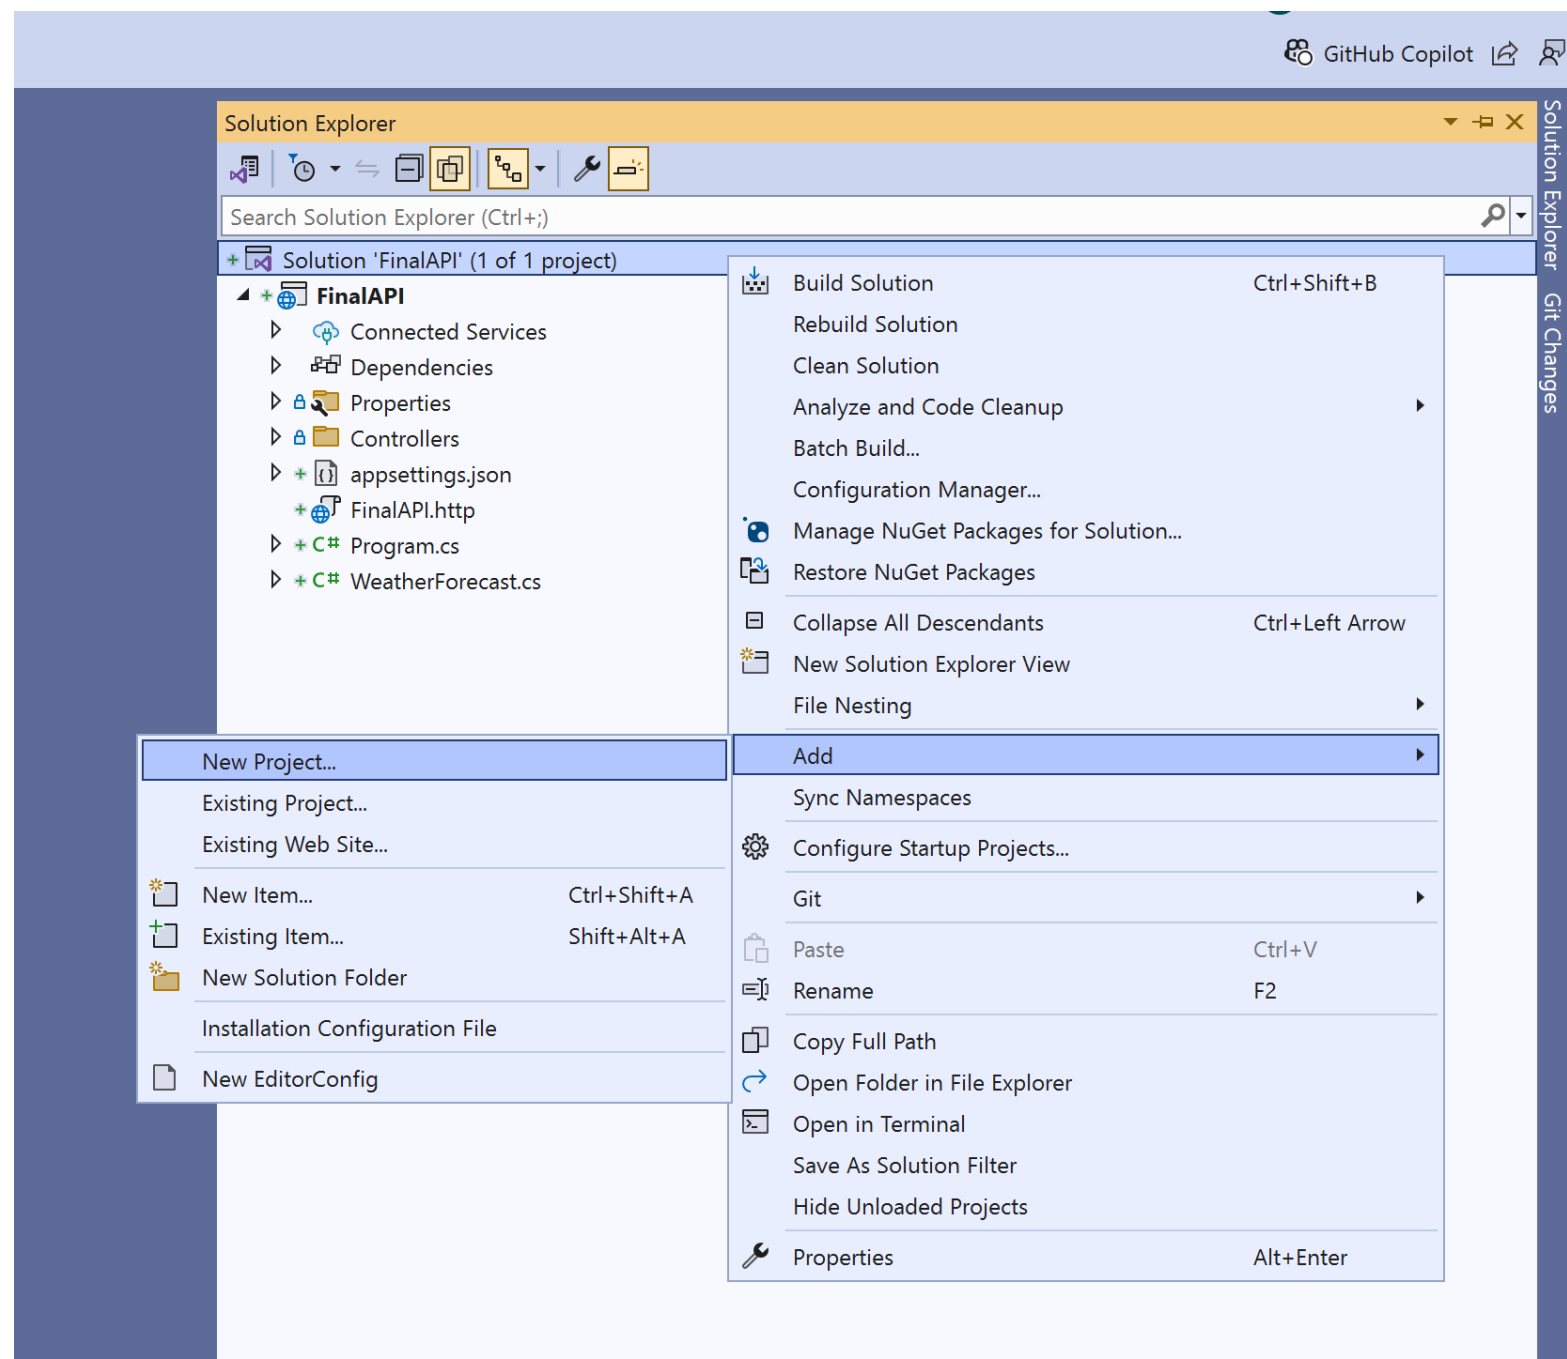 GitHub Copilot
Solution Explorer
Search Solution Explorer (Ctrl+;)
Solution 'FinalAPI' (1 of 1 project)
FinalAPI
Connected Services
Dependencies
Properties
Controllers
appsettings.json
FinalAPI.http
C# Program.cs
C# WeatherForecast.cs
Build Solution Ctrl+Shift+B
Rebuild Solution
Clean Solution
Analyze and Code Cleanup
Batch Build...
Configuration Manager...
Manage NuGet Packages for Solution...
Restore NuGet Packages
Collapse All Descendants Ctrl+Left Arrow
New Solution Explorer View
File Nesting
Add
Sync Namespaces
Configure Startup Projects...
Git
Paste Ctrl+V
Rename F2
Copy Full Path
Open Folder in File Explorer
Open in Terminal
Save As Solution Filter
Hide Unloaded Projects
Properties Alt+Enter
New Project...
Existing Project...
Existing Web Site...
New Item... Ctrl+Shift+A
Existing Item... Shift+Alt+A
New Solution Folder
Installation Configuration File
New EditorConfig
Solution Explorer
Git Changes